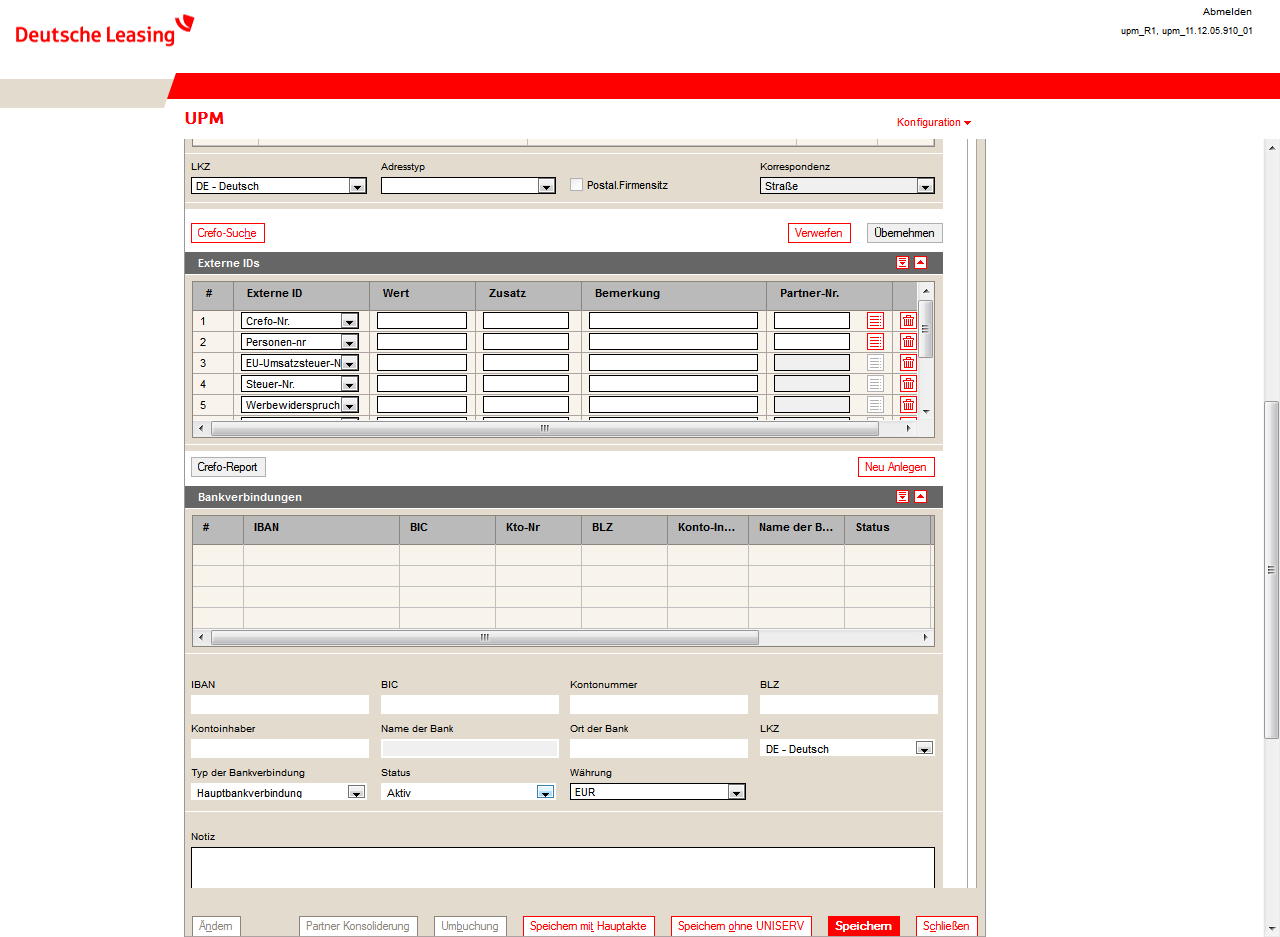 Abmelden
Deutsche Leasing
upm_R1, upm_11.12.05.910_01
UPM
Konfiguration
LKZ Adresstyp Korrespondenz
DE - Deutsch Postal.Firmensitz Straße
Crefo-Suche Verwerfen Übernehmen
Externe IDs
# Externe ID Wert Zusatz Bemerkung Partner-Nr.
1 Crefo-Nr.
2 Personen-nr
3 EU-Umsatzsteuer-N
4 Steuer-Nr.
5 Werbewiderspruch
Crefo-Report Neu Anlegen
Bankverbindungen
# IBAN BIC Kto-Nr BLZ Konto-In... Name der B... Status
IBAN BIC Kontonummer BLZ
Kontoinhaber Name der Bank Ort der Bank LKZ
DE - Deutsch
Typ der Bankverbindung Status Währung
Hauptbankverbindung Aktiv EUR
Notiz
Ändern Partner Konsolidierung Umbuchung Speichern mit Hauptakte Speichern ohne UNISERV Speichern Schließen